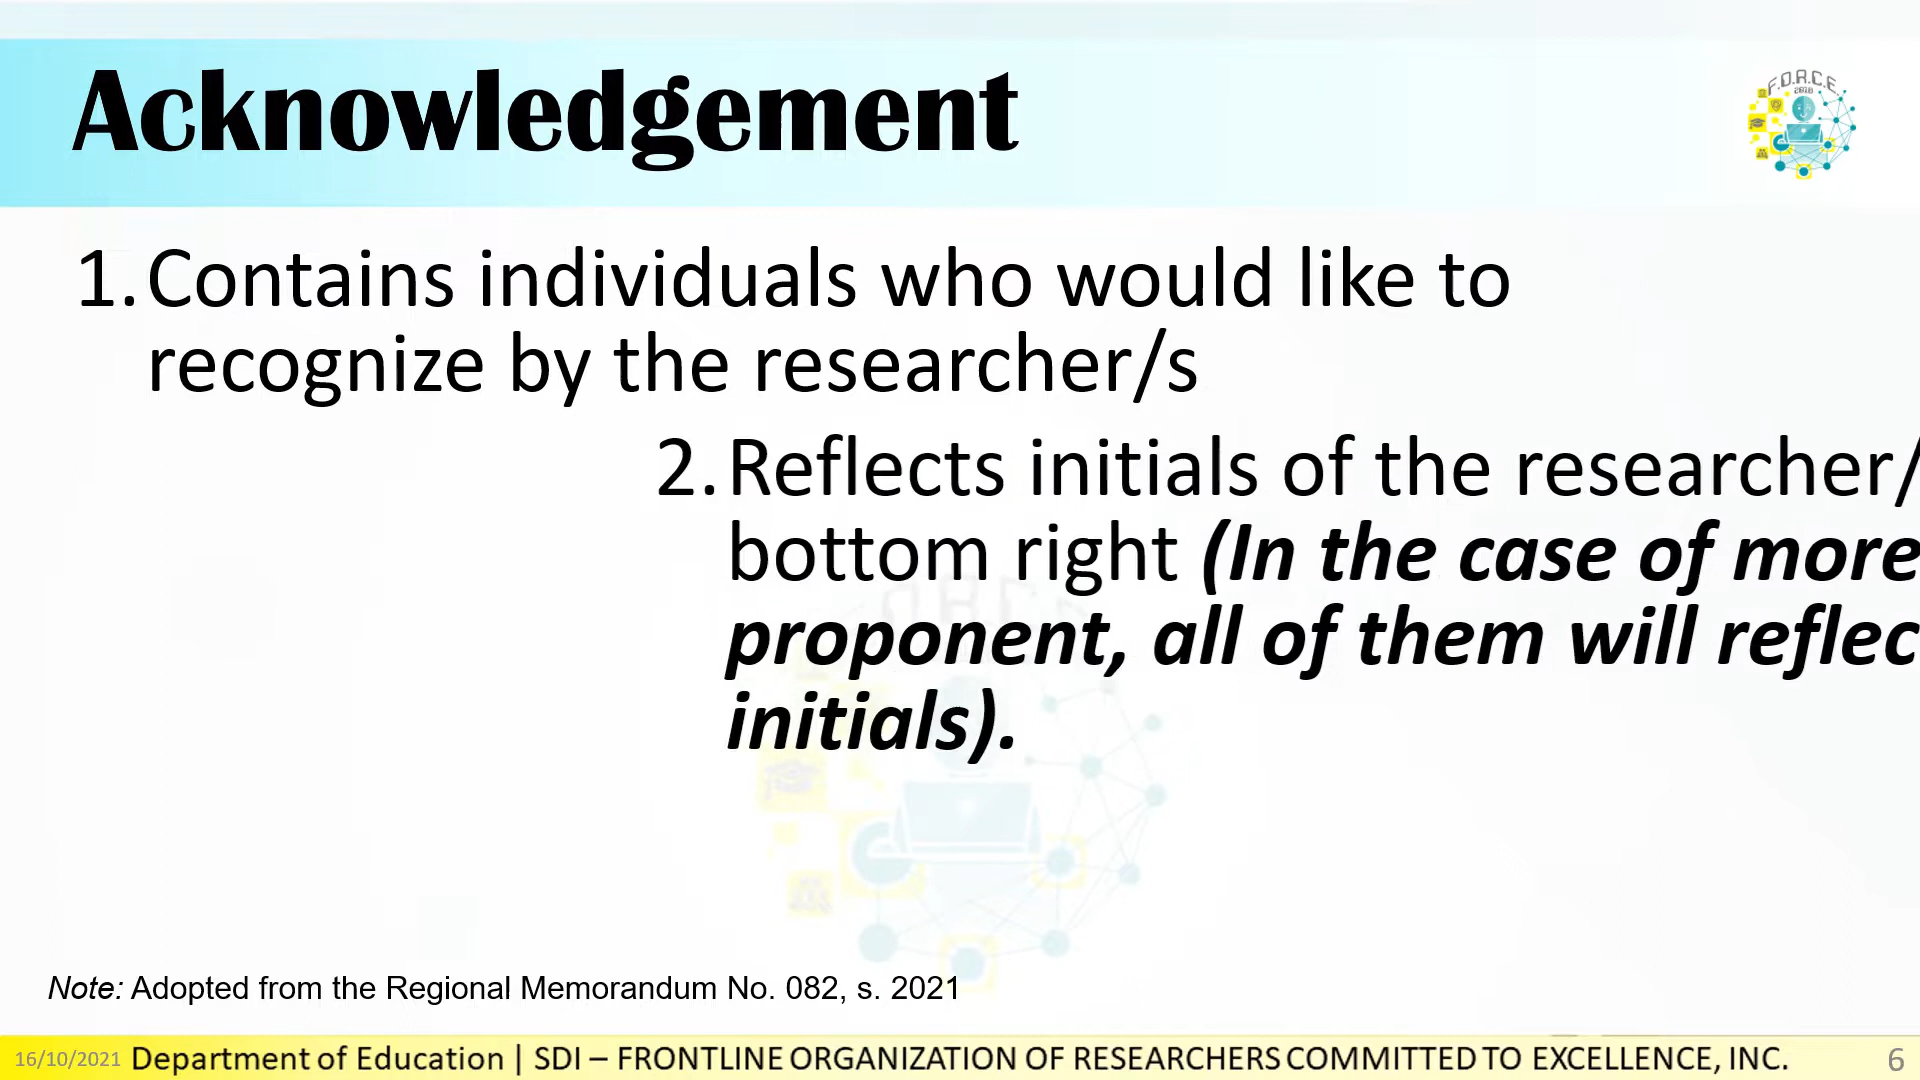 Acknowledgement
F.O.R.C.E.
2018
1. Contains individuals who would like to
recognize by the researcher/s
2. Reflects initials of the researcher/
bottom right (In the case of more
proponent, all of them will reflec
initials).
Note: Adopted from the Regional Memorandum No. 082, s. 2021
16/10/2021 Department of Education | SDI – FRONTLINE ORGANIZATION OF RESEARCHERS COMMITTED TO EXCELLENCE, INC. 6